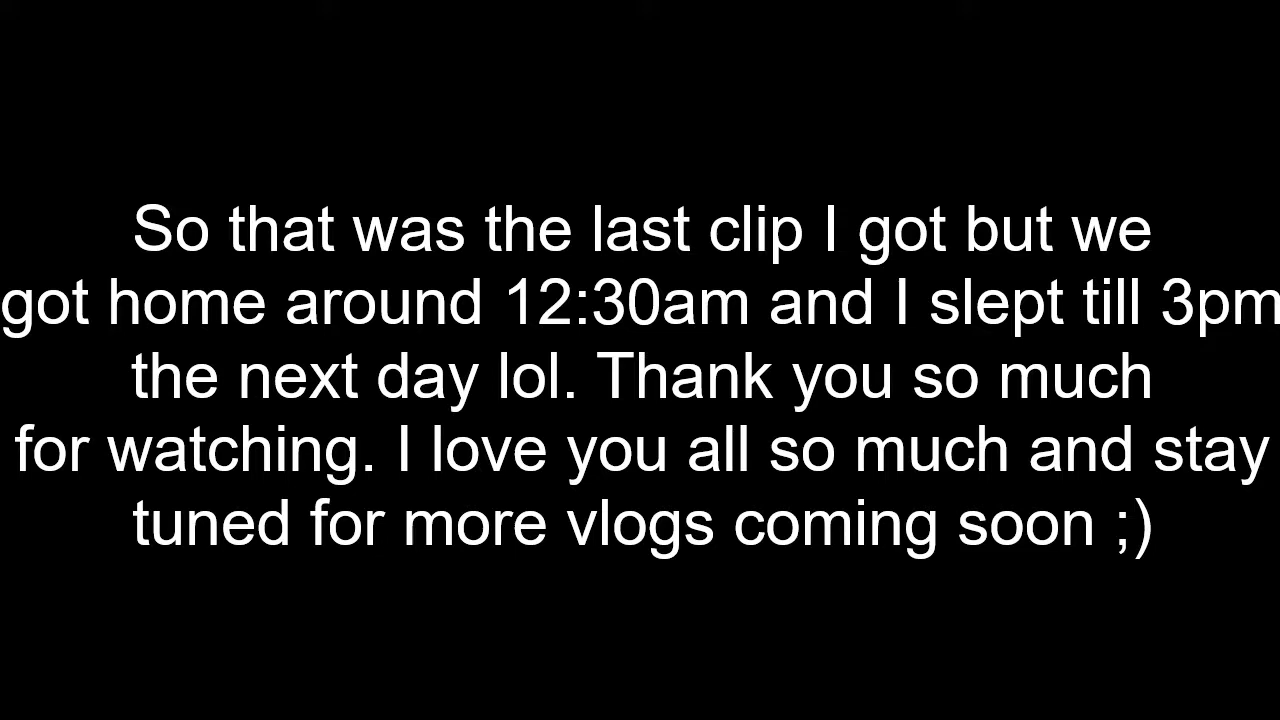 So that was the last clip I got but we
got home around 12:30am and I slept till 3pm
the next day lol. Thank you so much
for watching. I love you all so much and stay
tuned for more vlogs coming soon ;)